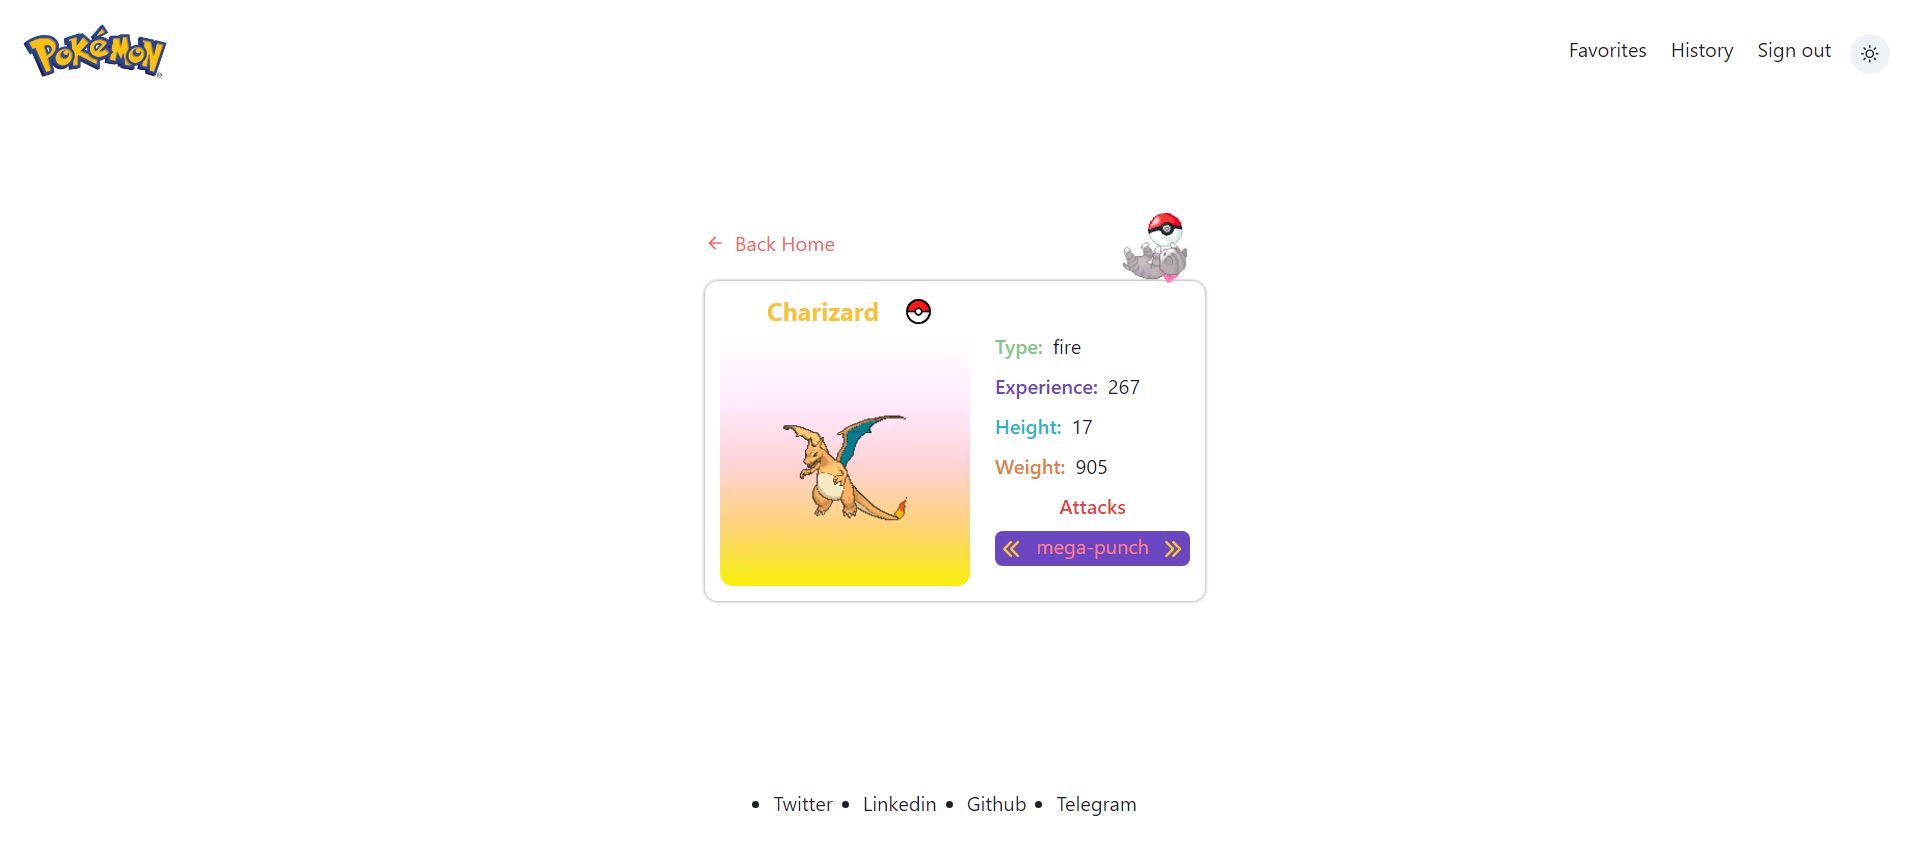 POKéMON
Favorites History Sign out
Back Home
Charizard
Type: fire
Experience: 267
Height: 17
Weight: 905
Attacks
mega-punch
• Twitter • Linkedin • Github • Telegram